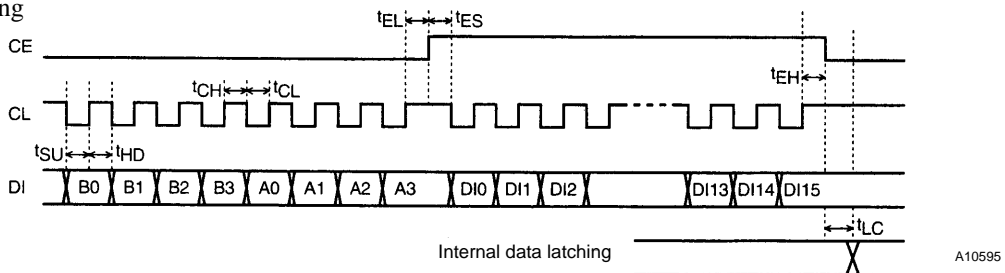 ng
tEL tES
CE
tEH
tCH tCL
CL
tSU tHD
DI B0 B1 B2 B3 A0 A1 A2 A3 DI0 DI1 DI2 DI13 DI14 DI15
tLC
Internal data latching
A10595